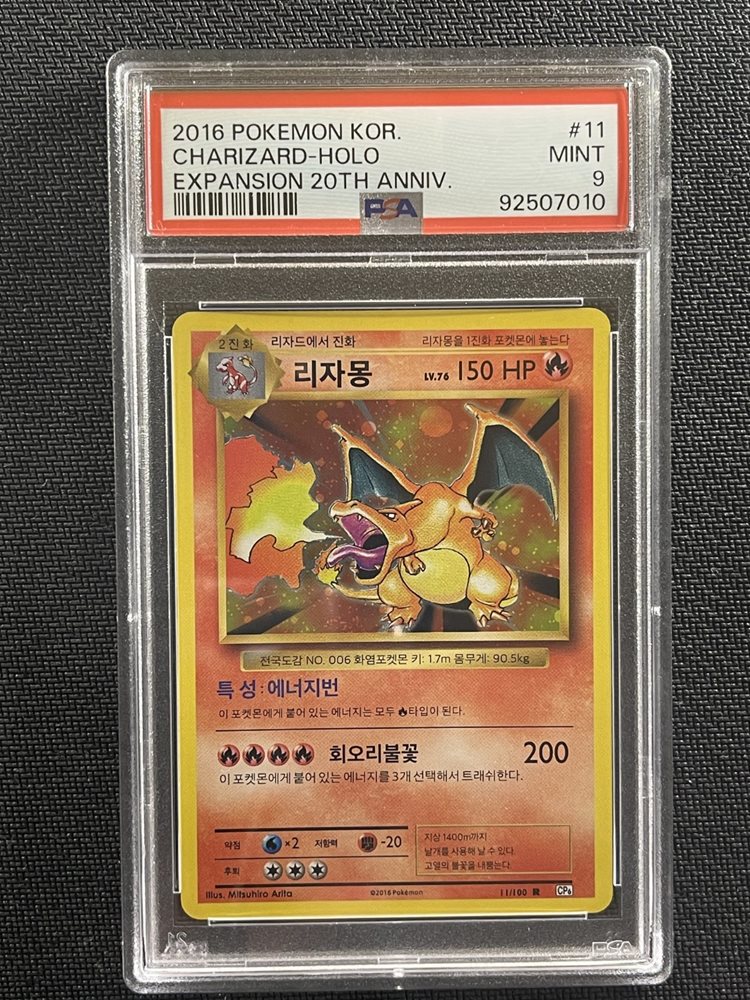 2016 POKEMON KOR. #11
CHARIZARD-HOLO MINT
EXPANSION 20TH ANNIV. 9
PSA 92507010
2진화 리자드에서 진화 리자몽을 1진화 포켓몬에 놓는다
리자몽 LV.76 150 HP
전국도감 NO. 006 화염포켓몬 키: 1.7m 몸무게: 90.5kg
특성:에너지번
이 포켓몬에게 붙어 있는 에너지는 모두 타입이 된다.
회오리불꽃 200
이 포켓몬에게 붙어 있는 에너지를 3개 선택해서 트래쉬한다.
약점 ×2 저항력 -20
후퇴
지상 1400m까지
날개를 사용해 날 수 있다.
고열의 불꽃을 내뿜는다.
Illus. Mitsuhiro Arita ©2016 Pokémon 11/100 R CP6
PSA